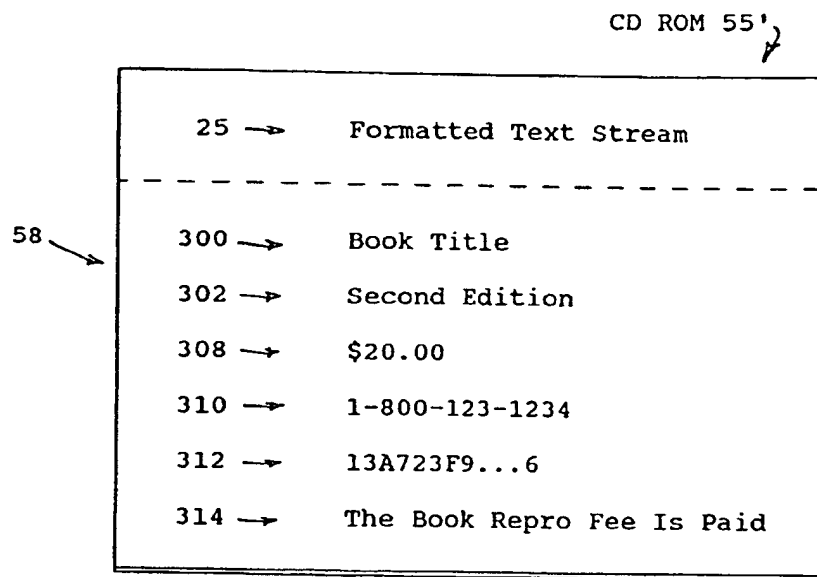 CD ROM 55'
25 → Formatted Text Stream
58
300 → Book Title
302 → Second Edition
308 → $20.00
310 → 1-800-123-1234
312 → 13A723F9...6
314 → The Book Repro Fee Is Paid